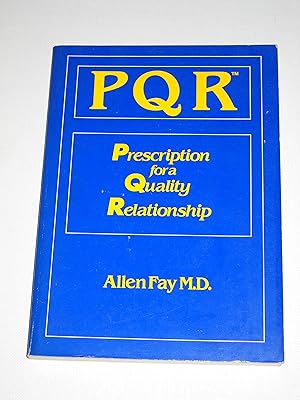 PQR™
Prescription
for a
Quality
Relationship
Allen Fay M.D.